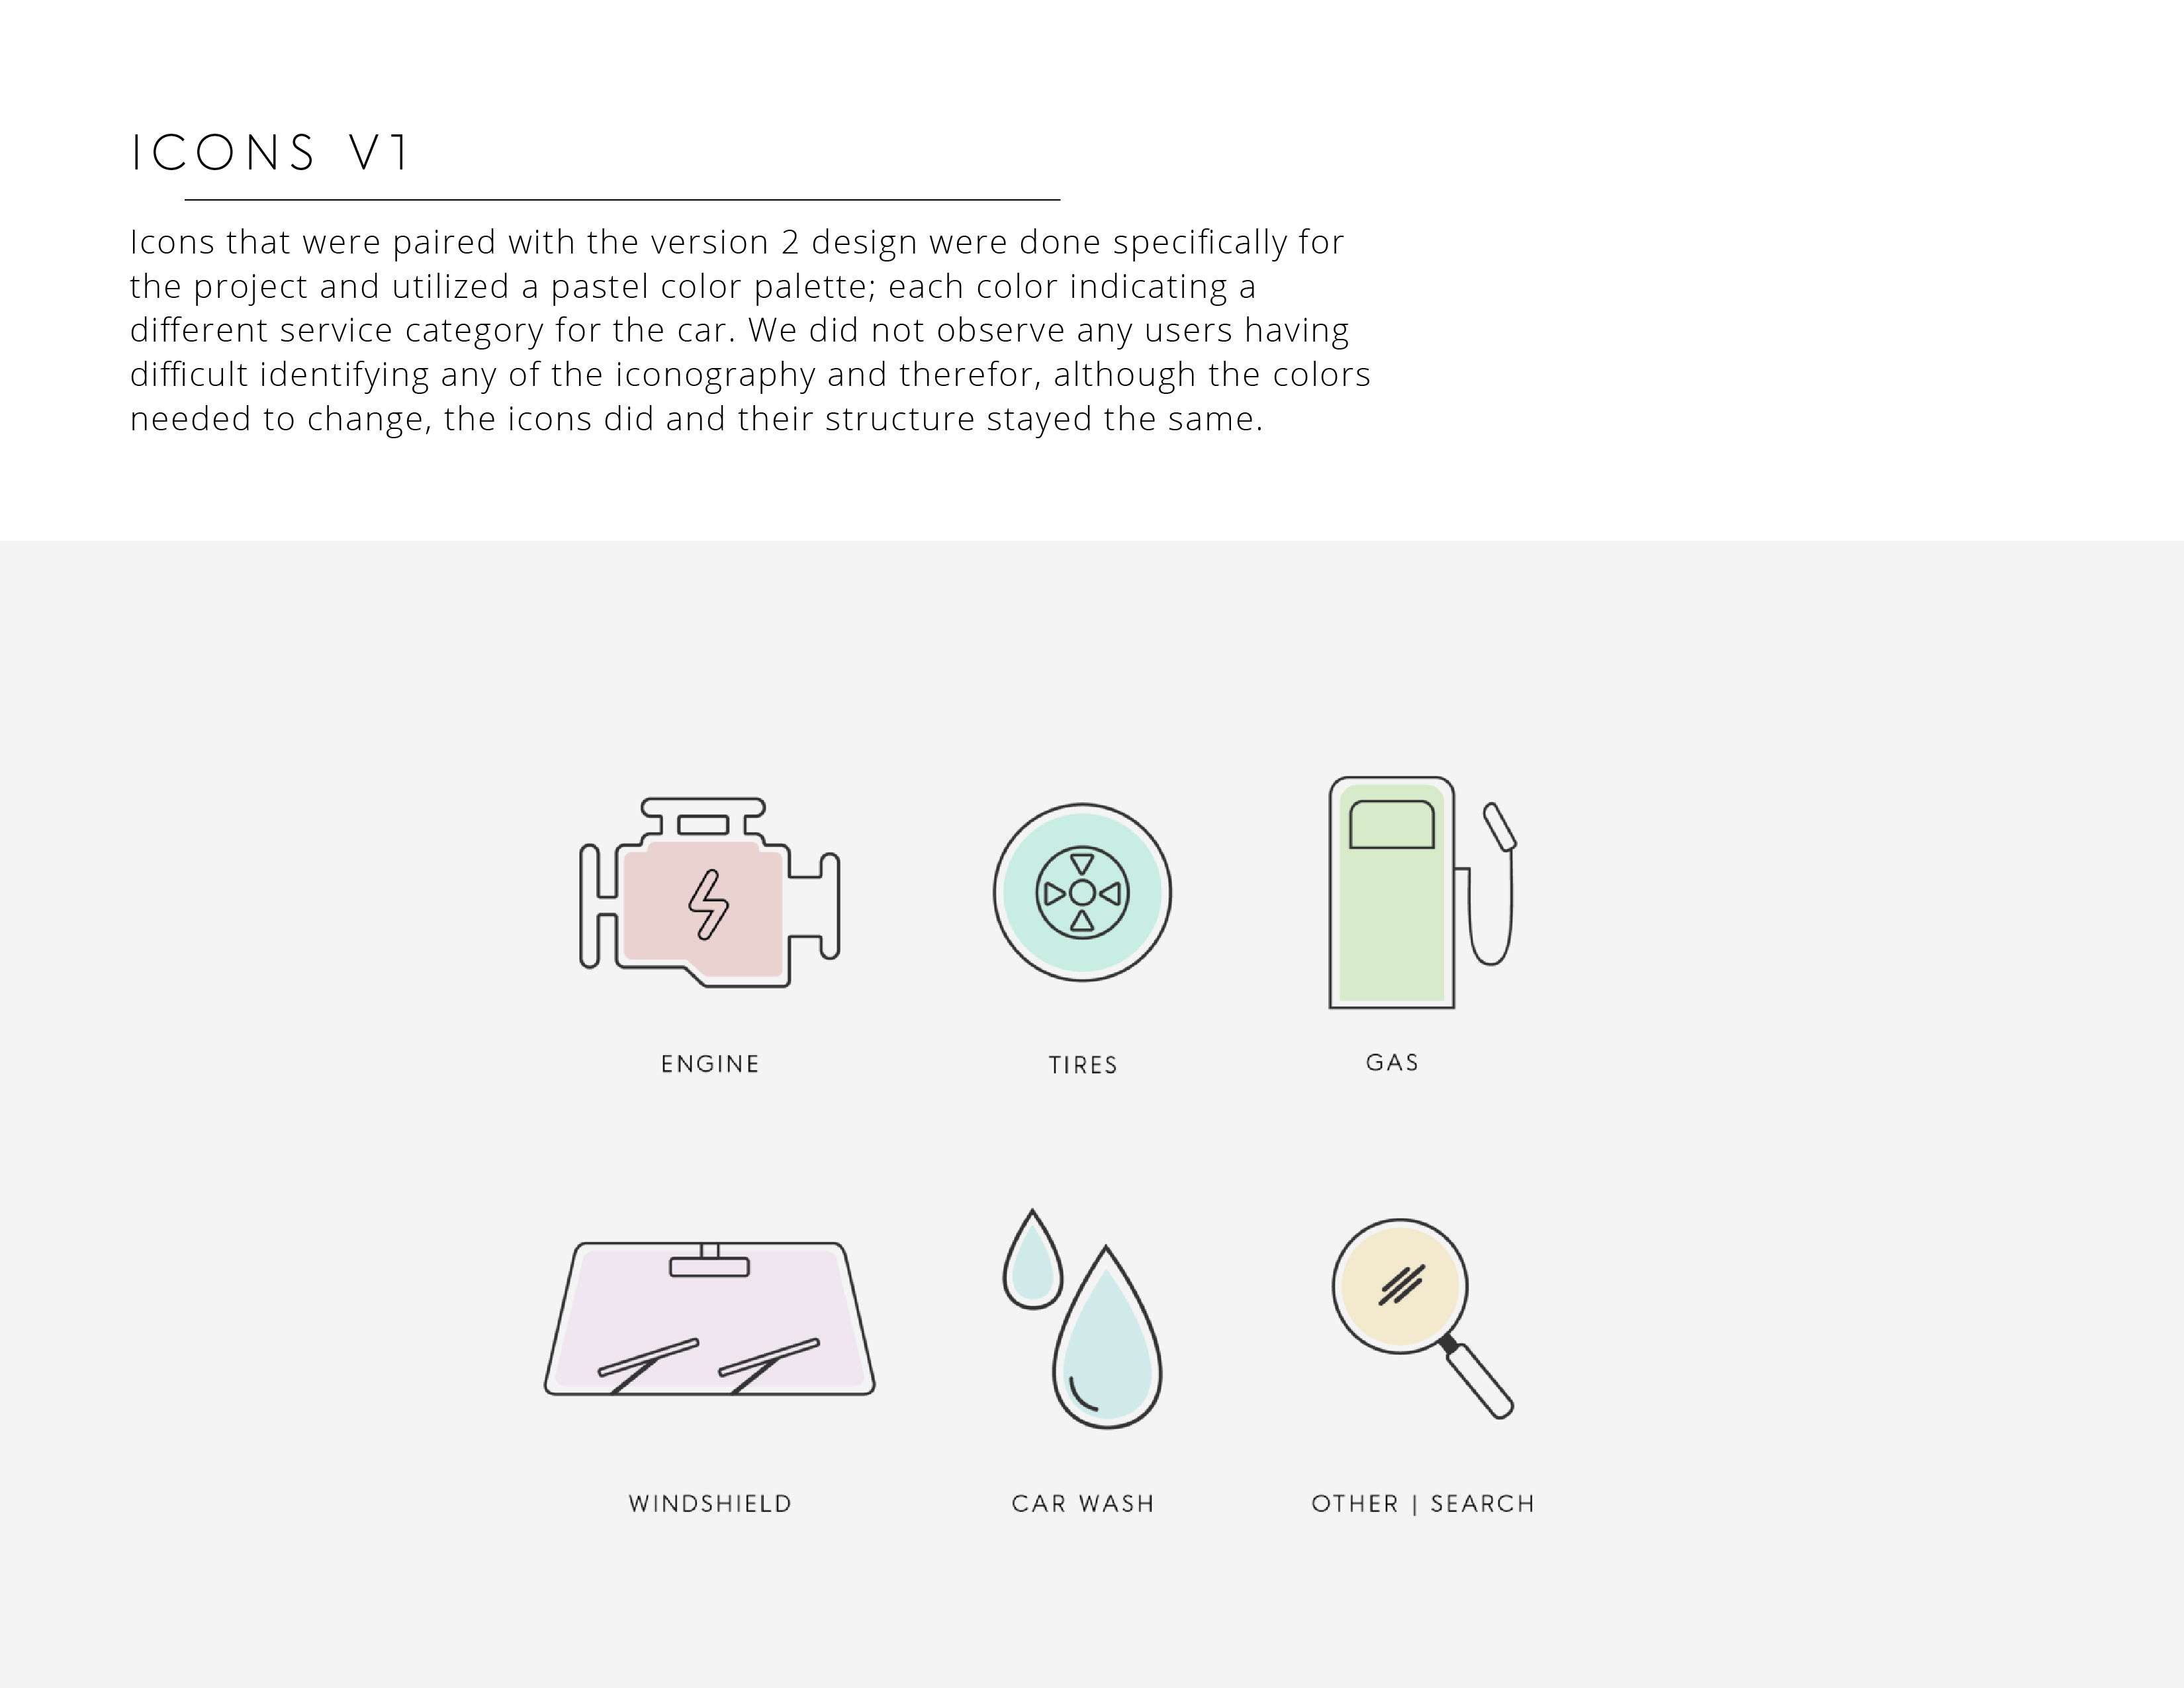 ICONS V1
Icons that were paired with the version 2 design were done specifically for
the project and utilized a pastel color palette; each color indicating a
different service category for the car. We did not observe any users having
difficult identifying any of the iconography and therefor, although the colors
needed to change, the icons did and their structure stayed the same.
ENGINE
TIRES
GAS
WINDSHIELD
CAR WASH
OTHER | SEARCH